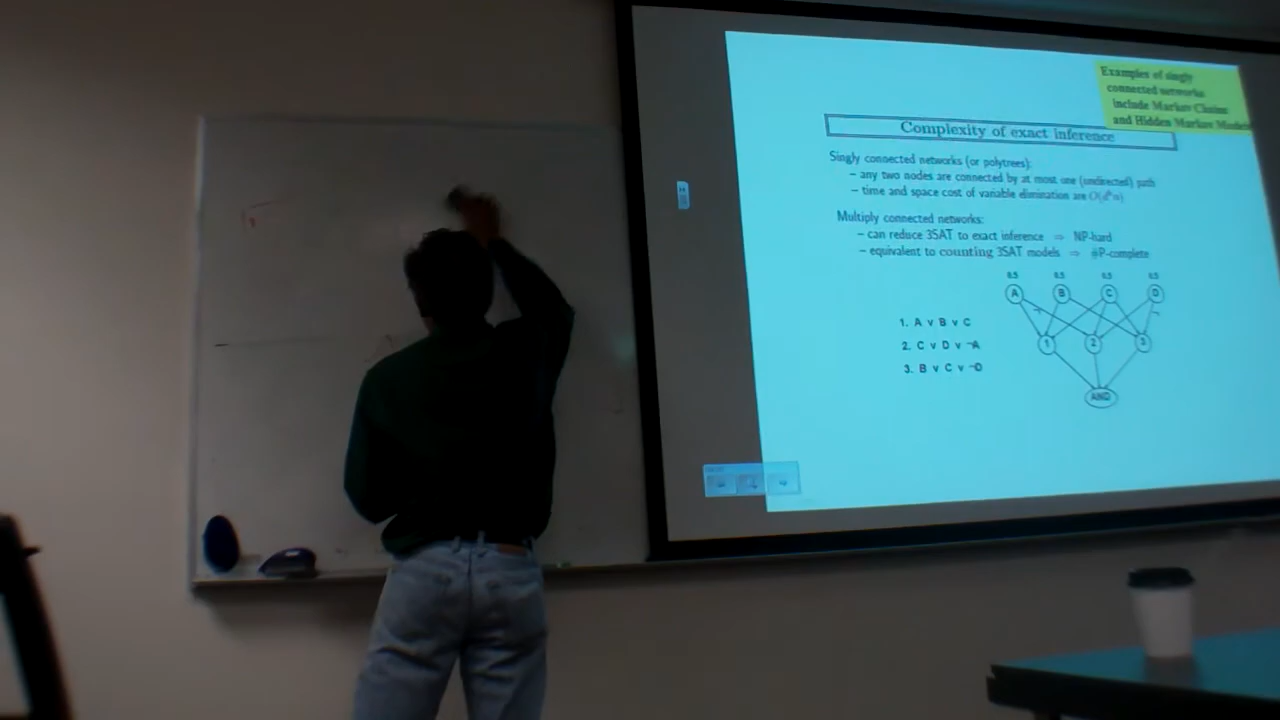 Examples of singly
connected networks
include Markov Chains
and Hidden Markov Models
Complexity of exact inference
Singly connected networks (or polytrees):
– any two nodes are connected by at most one (undirected) path
– time and space cost of variable elimination are O(dᵏn)
Multiply connected networks:
– can reduce 3SAT to exact inference ⇒ NP-hard
– equivalent to counting 3SAT models ⇒ #P-complete
0.5 0.5 0.5 0.5
A B C D
1. A v B v C
2. C v D v ¬A
3. B v C v ¬D
1 2 3
AND